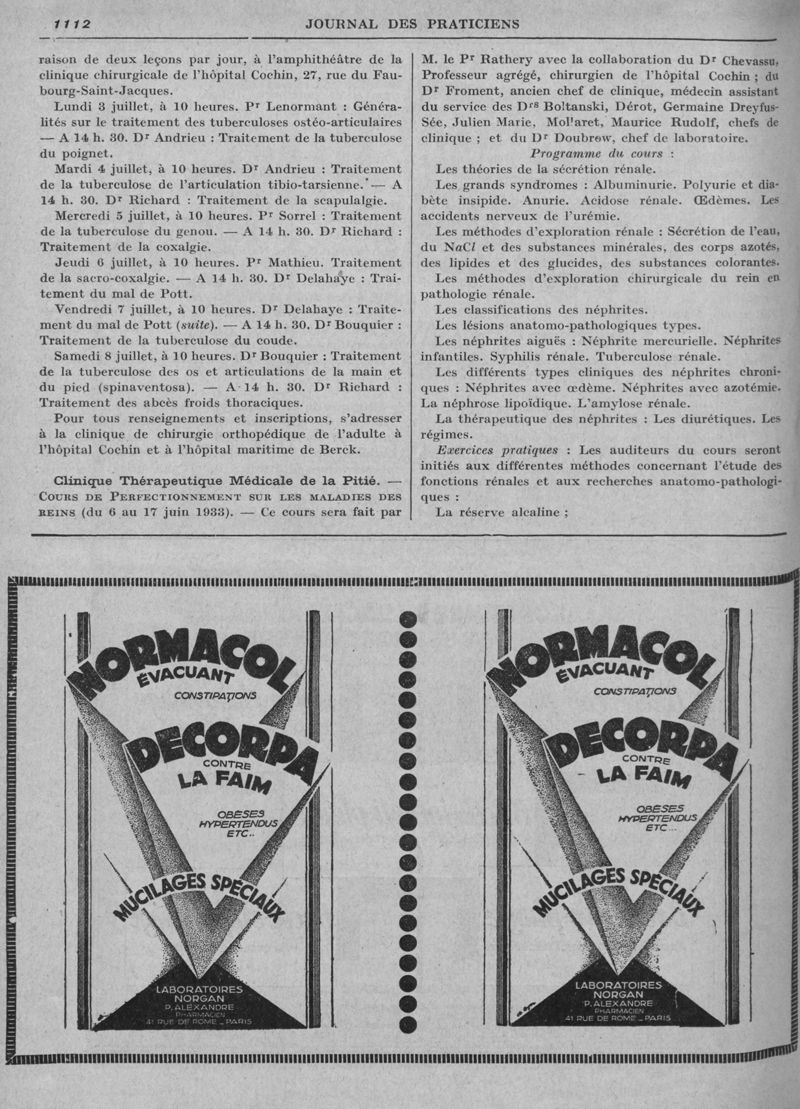 1112
JOURNAL DES PRATICIENS
raison de deux leçons par jour, à l'amphithéâtre de la
clinique chirurgicale de l'hôpital Cochin, 27, rue du Fau-
bourg-Saint-Jacques.
Lundi 3 juillet, à 10 heures. Pr Lenormant : Généra-
lités sur le traitement des tuberculoses ostéo-articulaires
— A 14 h. 30. Dr Andrieu : Traitement de la tuberculose
du poignet.
Mardi 4 juillet, à 10 heures. Dr Andrieu : Traitement
de la tuberculose de l'articulation tibio-tarsienne. — A
14 h. 30. Dr Richard : Traitement de la scapulalgie.
Mercredi 5 juillet, à 10 heures. Pr Sorrel : Traitement
de la tuberculose du genou. — A 14 h. 30. Dr Richard :
Traitement de la coxalgie.
Jeudi 6 juillet, à 10 heures. Pr Mathieu. Traitement
de la sacro-coxalgie. — A 14 h. 30. Dr Delahaye : Trai-
tement du mal de Pott.
Vendredi 7 juillet, à 10 heures. Dr Delahaye : Traite-
ment du mal de Pott (suite). — A 14 h. 30. Dr Bouquier :
Traitement de la tuberculose du coude.
Samedi 8 juillet, à 10 heures. Dr Bouquier : Traitement
de la tuberculose des os et articulations de la main et
du pied (spinaventosa). — A 14 h. 30. Dr Richard :
Traitement des abcès froids thoraciques.
Pour tous renseignements et inscriptions, s'adresser
à la clinique de chirurgie orthopédique de l'adulte à
l'hôpital Cochin et à l'hôpital maritime de Berck.
Clinique Thérapeutique Médicale de la Pitié. —
COURS DE PERFECTIONNEMENT SUR LES MALADIES DES
REINS (du 6 au 17 juin 1933). — Ce cours sera fait par
M. le Pr Rathery avec la collaboration du Dr Chevassu,
Professeur agrégé, chirurgien de l'hôpital Cochin ; du
Dr Froment, ancien chef de clinique, médecin assistant
du service des Drs Boltanski, Dérot, Germaine Dreyfus-
Sée, Julien Marie, Mollaret, Maurice Rudolf, chefs de
clinique ; et du Dr Doubrow, chef de laboratoire.
Programme du cours :
Les théories de la sécrétion rénale.
Les grands syndromes : Albuminurie. Polyurie et dia-
bète insipide. Anurie. Acidose rénale. Œdèmes. Les
accidents nerveux de l'urémie.
Les méthodes d'exploration rénale : Sécrétion de l'eau,
du NaCl et des substances minérales, des corps azotés,
des lipides et des glucides, des substances colorantes.
Les méthodes d'exploration chirurgicale du rein en
pathologie rénale.
Les classifications des néphrites.
Les lésions anatomo-pathologiques types.
Les néphrites aiguës : Néphrite mercurielle. Néphrites
infantiles. Syphilis rénale. Tuberculose rénale.
Les différents types cliniques des néphrites chroni-
ques : Néphrites avec œdème. Néphrites avec azotémie.
La néphrose lipoïdique. L'amylose rénale.
La thérapeutique des néphrites : Les diurétiques. Les
régimes.
Exercices pratiques : Les auditeurs du cours seront
initiés aux différentes méthodes concernant l'étude des
fonctions rénales et aux recherches anatomo-pathologi-
ques :
La réserve alcaline ;
NORMACOL
ÉVACUANT
CONSTIPATIONS
DECORPA
CONTRE
LA FAIM
OBÈSES
HYPERTENDUS
ETC..
MUCILAGES SPÉCIAUX
LABORATOIRES
NORGAN
P. ALEXANDRE
PHARMACIEN
41 RUE DE ROME _ PARIS
NORMACOL
ÉVACUANT
CONSTIPATIONS
DECORPA
CONTRE
LA FAIM
OBÈSES
HYPERTENDUS
ETC...
MUCILAGES SPÉCIAUX
LABORATOIRES
NORGAN
P. ALEXANDRE
PHARMACIEN
41 RUE DE ROME _ PARIS